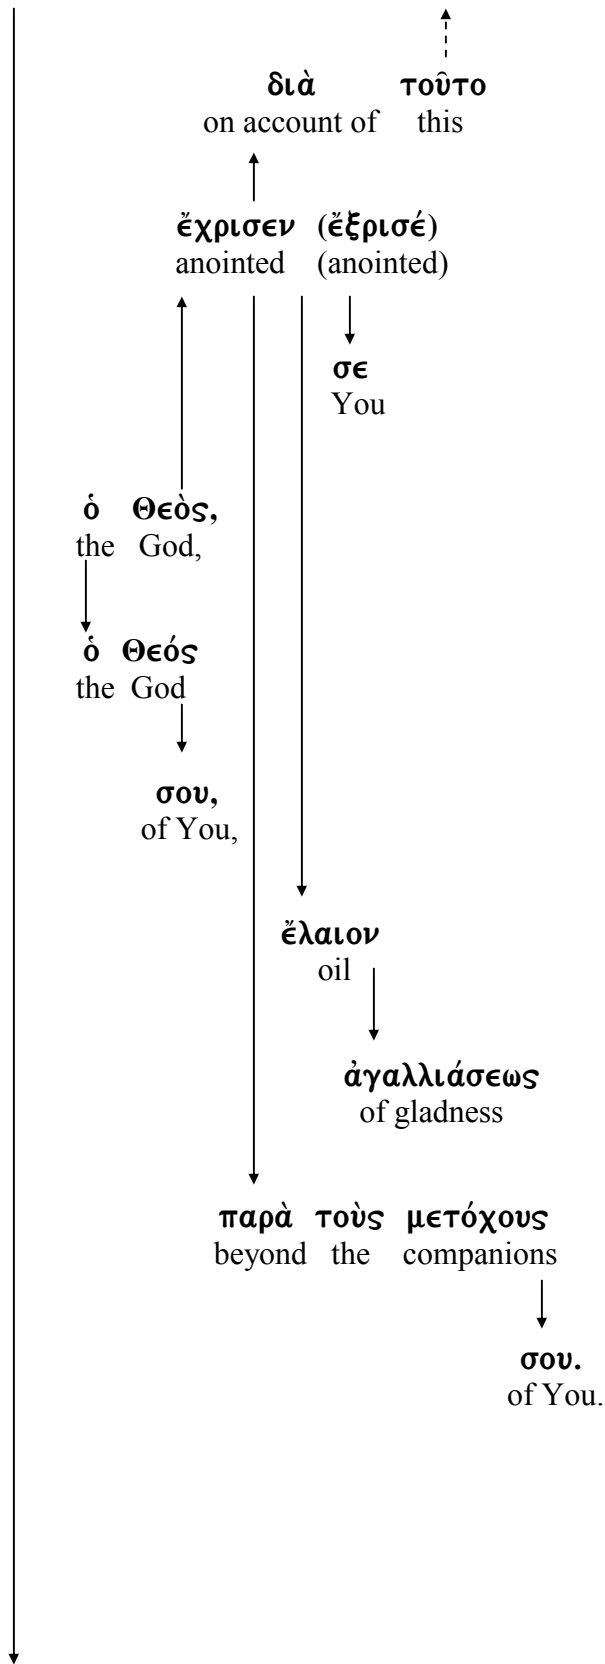 διὰ τοῦτο
on account of this
ἔχρισεν (ἔξρισέ)
anointed (anointed)
σε
You
ὁ Θεὸς,
the God,
ὁ Θεός
the God
σου,
of You,
ἔλαιον
oil
ἀγαλλιάσεως
of gladness
παρὰ τοὺς μετόχους
beyond the companions
σου.
of You.